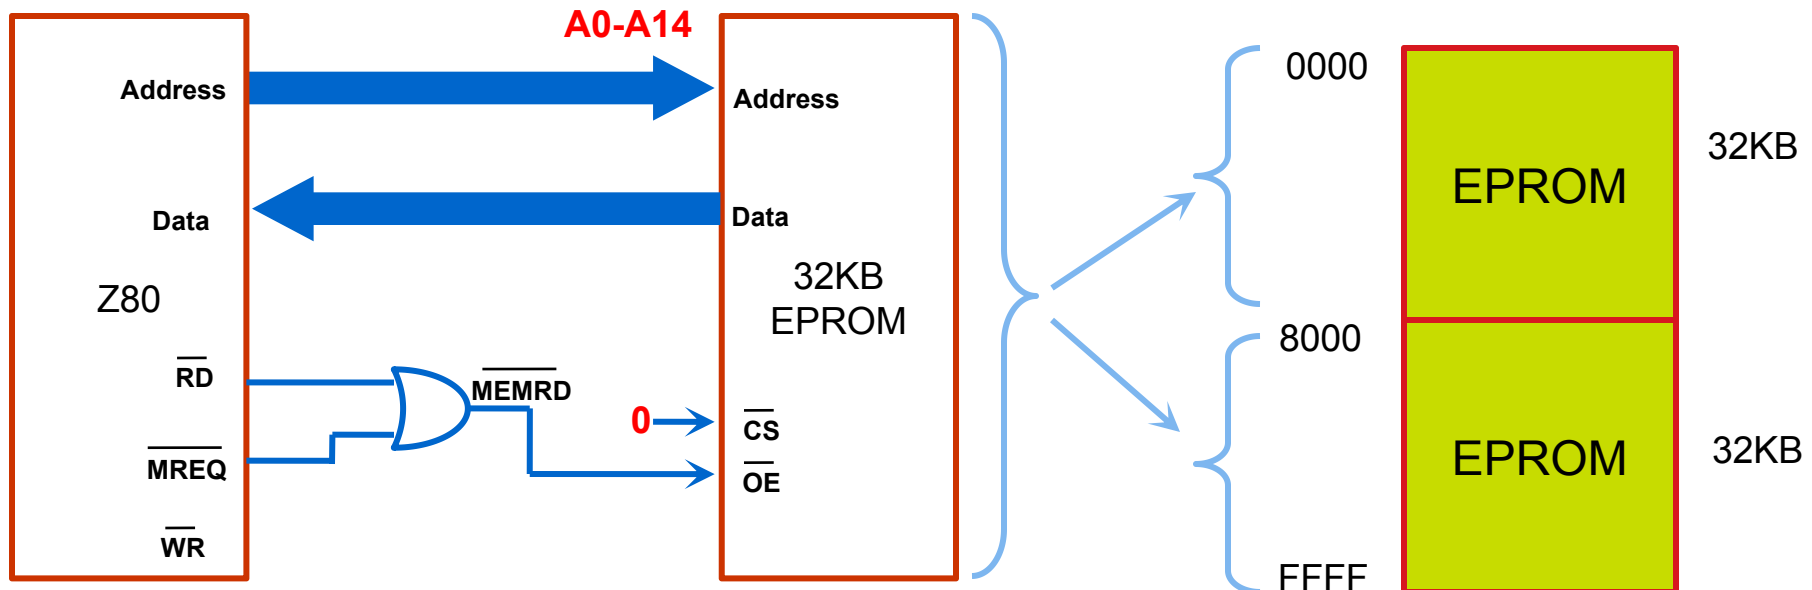 A0-A14
Address
Address
Data
Data
Z80
32KB
EPROM
RD
MREQ
WR
MEMRD
0
CS
OE
0000
8000
FFFF
EPROM
32KB
EPROM
32KB